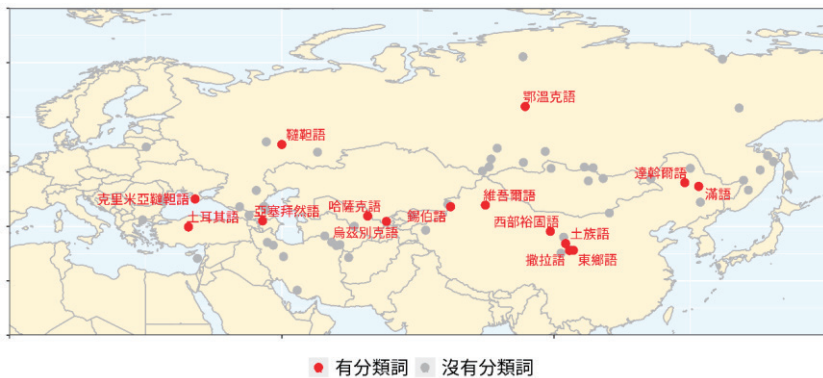 鄂溫克語
韃靼語
達斡爾語
滿語
克里米亞韃靼語
土耳其語
亞塞拜然語
哈薩克語
烏茲別克語
錫伯語
維吾爾語
西部裕固語
土族語
撒拉語
東鄉語
有分類詞 沒有分類詞